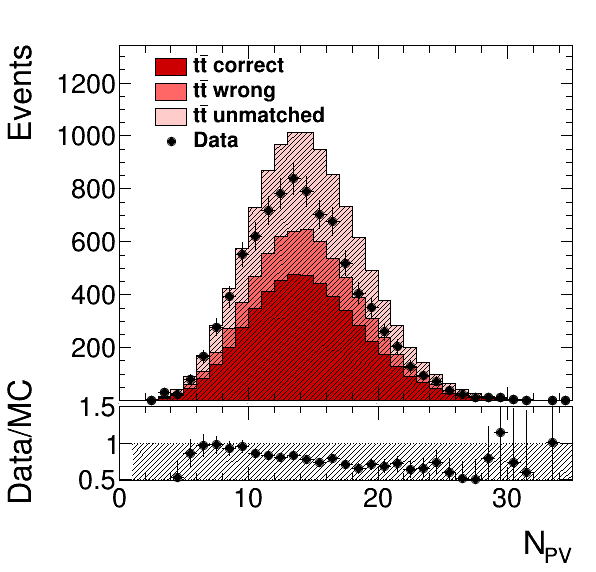 Events
1200
1000
800
600
400
200
tt̄ correct
tt̄ wrong
tt̄ unmatched
Data
Data/MC
1.5
1
0.5
0 10 20 30
N_PV